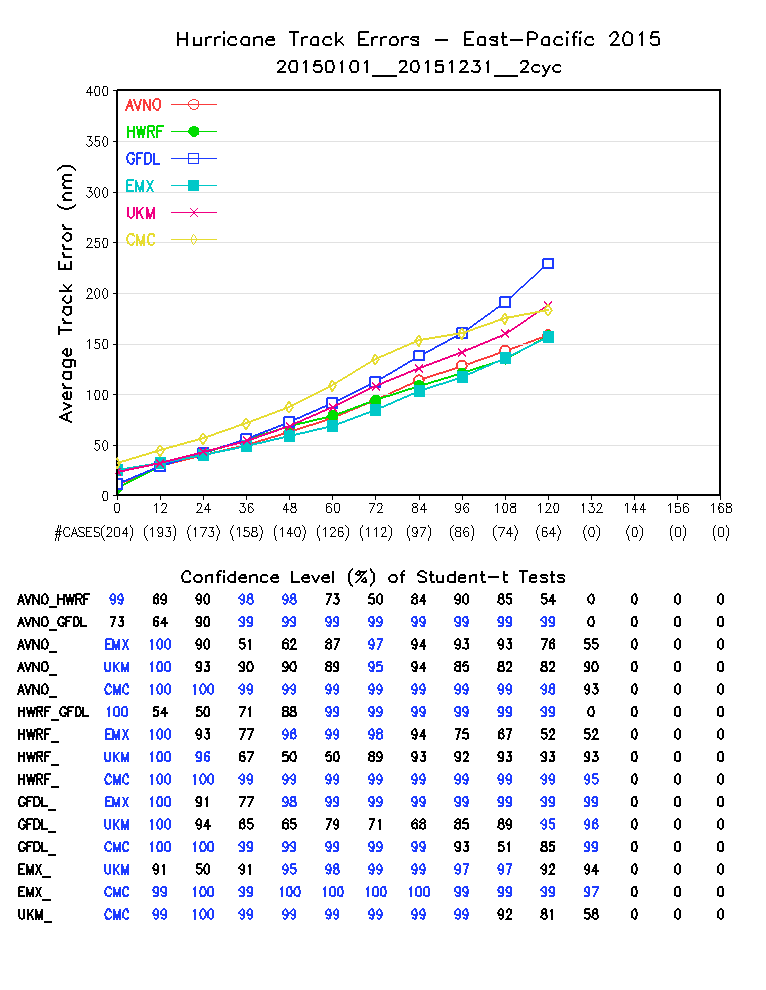 Hurricane Track Errors - East-Pacific 2015
20150101__20151231__2cyc
400
350
300
250
200
150
100
50
0
Average Track Error (nm)
AVNO
HWRF
GFDL
EMX
UKM
CMC
0 12 24 36 48 60 72 84 96 108 120 132 144 156 168
#CASES(204) (193) (173) (158) (140) (126) (112) (97) (86) (74) (64) (0) (0) (0) (0)
Confidence Level (%) of Student-t Tests
AVNO_HWRF 99 69 90 98 98 73 50 84 90 85 54 0 0 0 0
AVNO_GFDL 73 64 90 99 99 99 99 99 99 99 99 0 0 0 0
AVNO_ EMX 100 90 51 62 87 97 94 93 93 76 55 0 0 0
AVNO_ UKM 100 93 90 90 89 95 94 85 82 82 90 0 0 0
AVNO_ CMC 100 100 99 99 99 99 99 99 99 98 93 0 0 0
HWRF_GFDL 100 54 50 71 88 99 99 99 99 99 99 0 0 0 0
HWRF_ EMX 100 93 77 96 99 98 94 75 67 52 52 0 0 0
HWRF_ UKM 100 96 67 50 50 89 93 92 93 93 93 0 0 0
HWRF_ CMC 100 100 99 99 99 99 99 99 99 99 95 0 0 0
GFDL_ EMX 100 91 77 98 99 99 99 99 99 99 99 0 0 0
GFDL_ UKM 100 94 65 65 79 71 68 85 89 95 96 0 0 0
GFDL_ CMC 100 100 99 99 99 99 99 93 51 85 99 0 0 0
EMX_ UKM 91 50 91 95 98 99 99 97 97 92 94 0 0 0
EMX_ CMC 99 100 99 100 100 100 100 99 99 99 97 0 0 0
UKM_ CMC 99 100 99 99 99 99 99 99 92 81 58 0 0 0